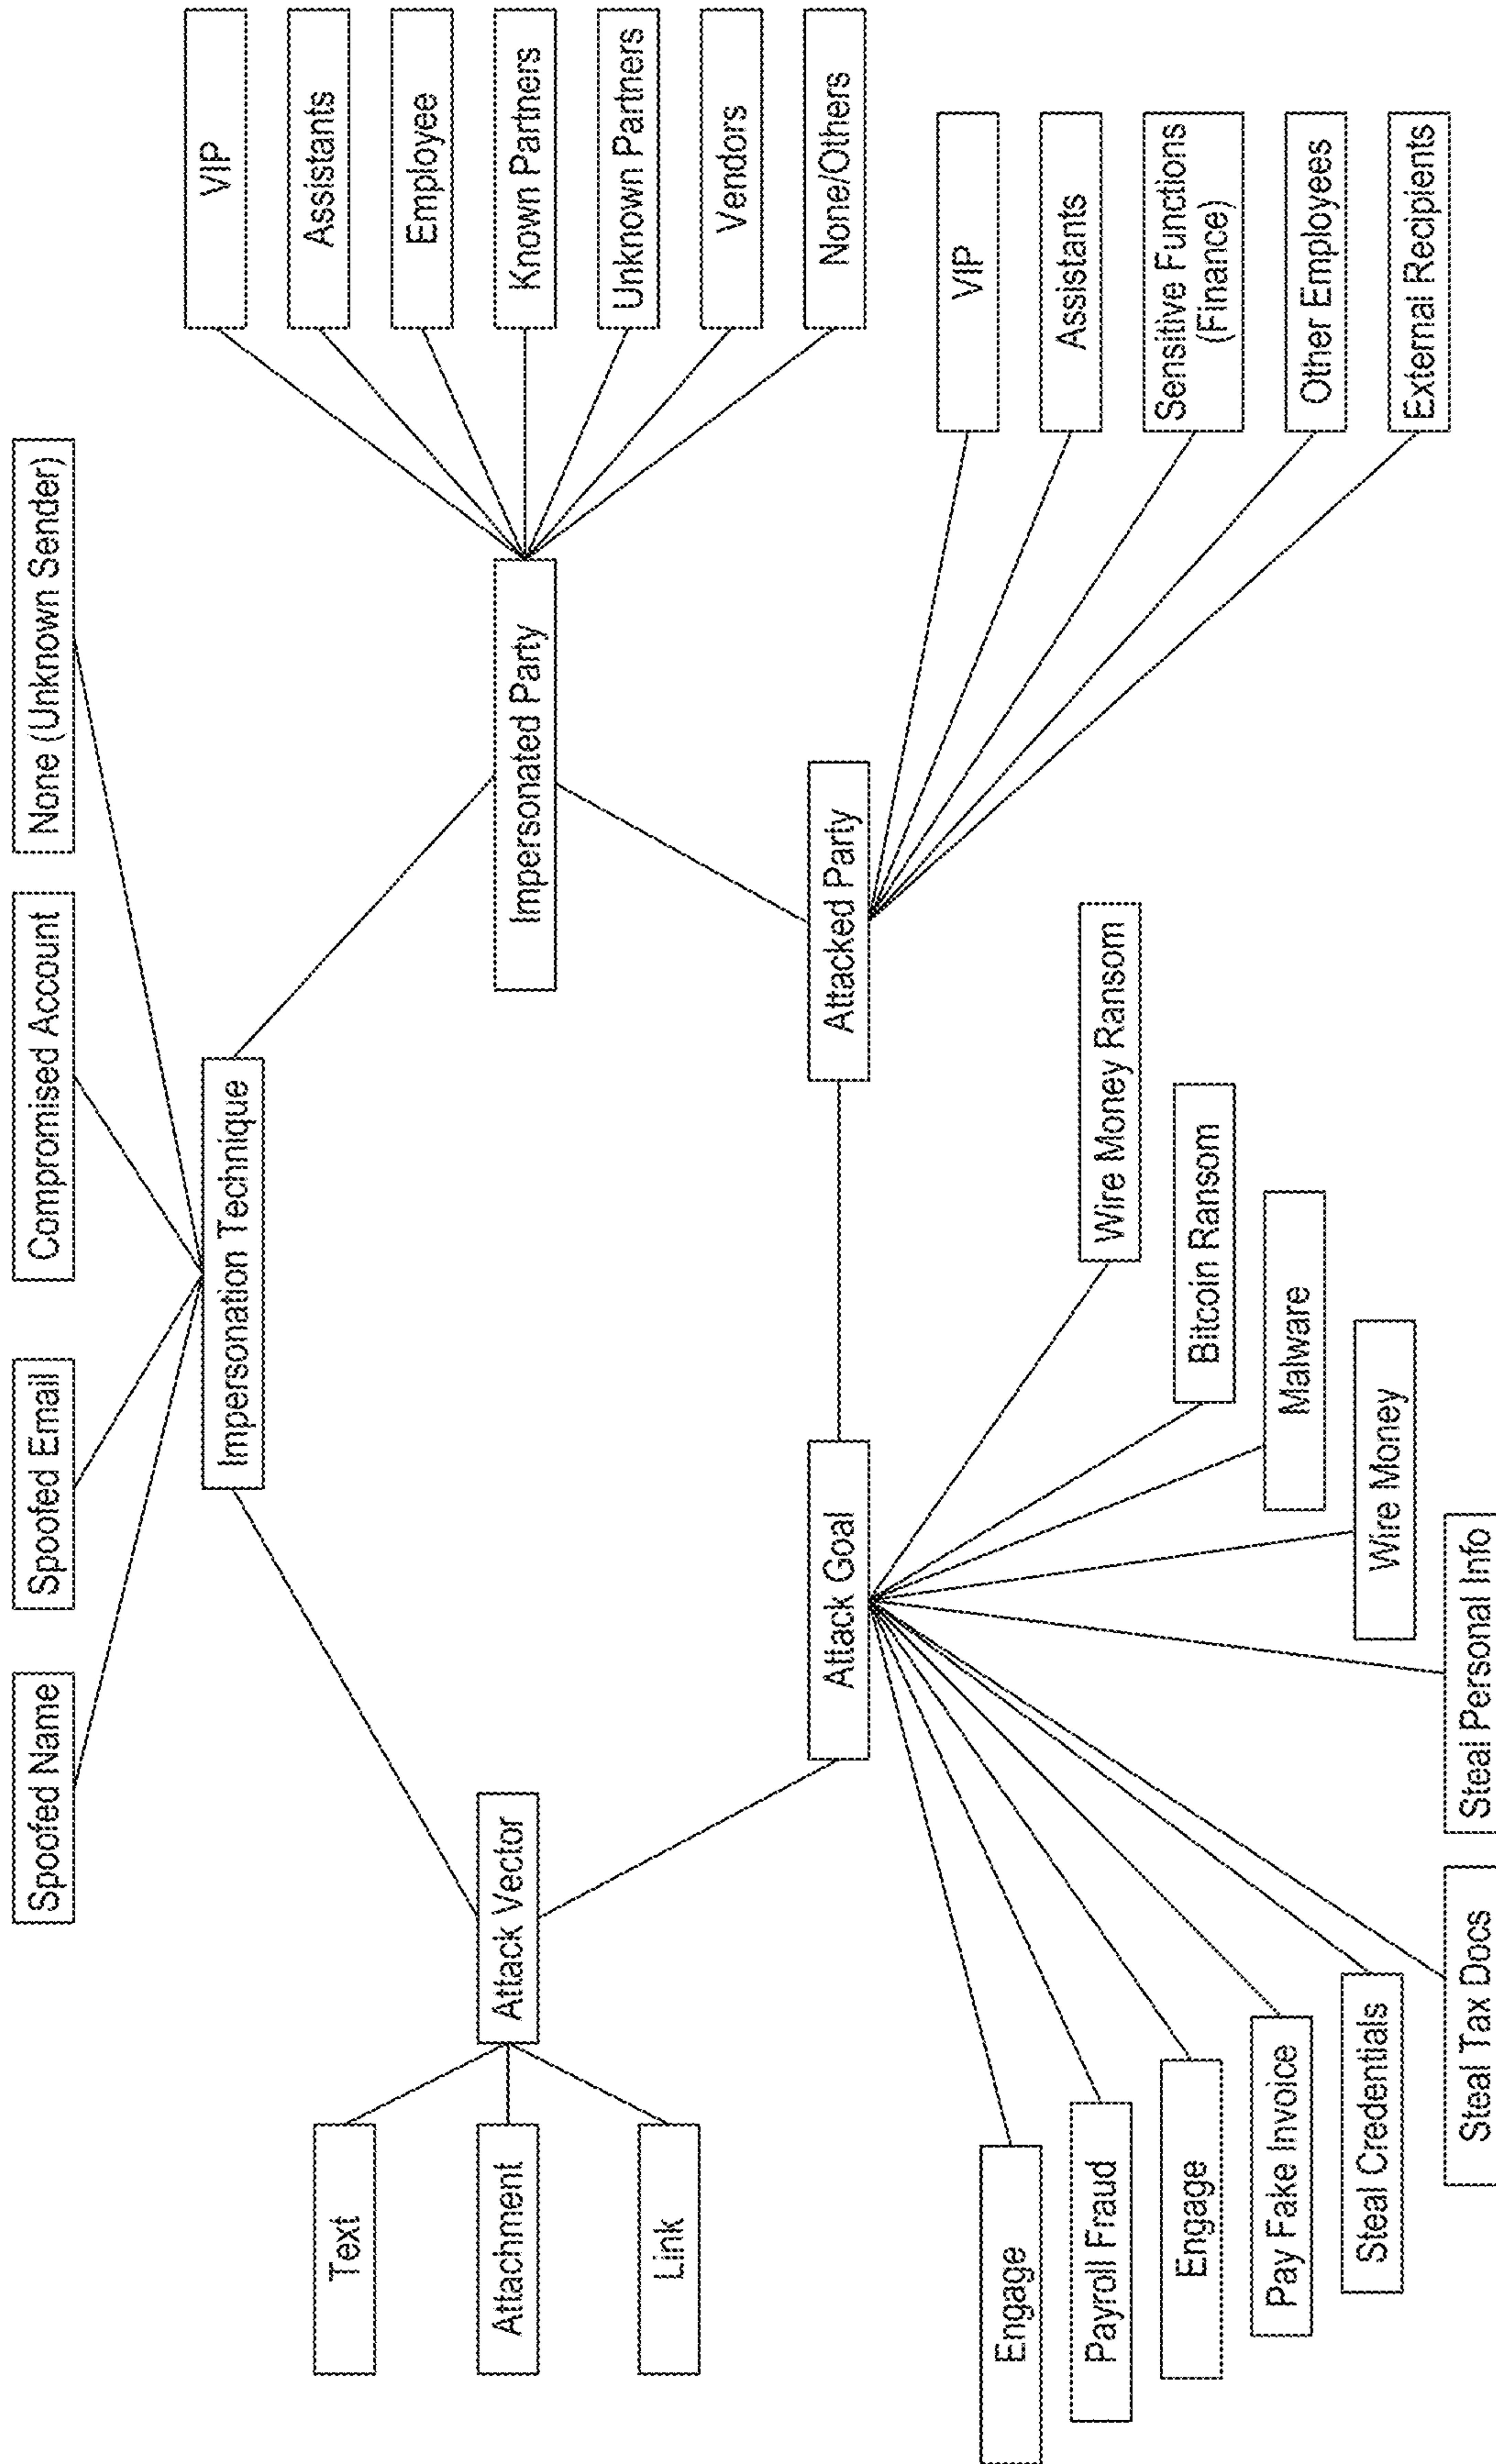 Spoofed Name
Spoofed Email
Compromised Account
None (Unknown Sender)
Impersonation Technique
Text
Attachment
Link
Attack Vector
Impersonated Party
VIP
Assistants
Employee
Known Partners
Unknown Partners
Vendors
None/Others
Attack Goal
Attacked Party
VIP
Assistants
Sensitive Functions
(Finance)
Other Employees
External Recipients
Engage
Payroll Fraud
Engage
Pay Fake Invoice
Steal Credentials
Steal Tax Docs
Steal Personal Info
Wire Money
Malware
Bitcoin Ransom
Wire Money Ransom